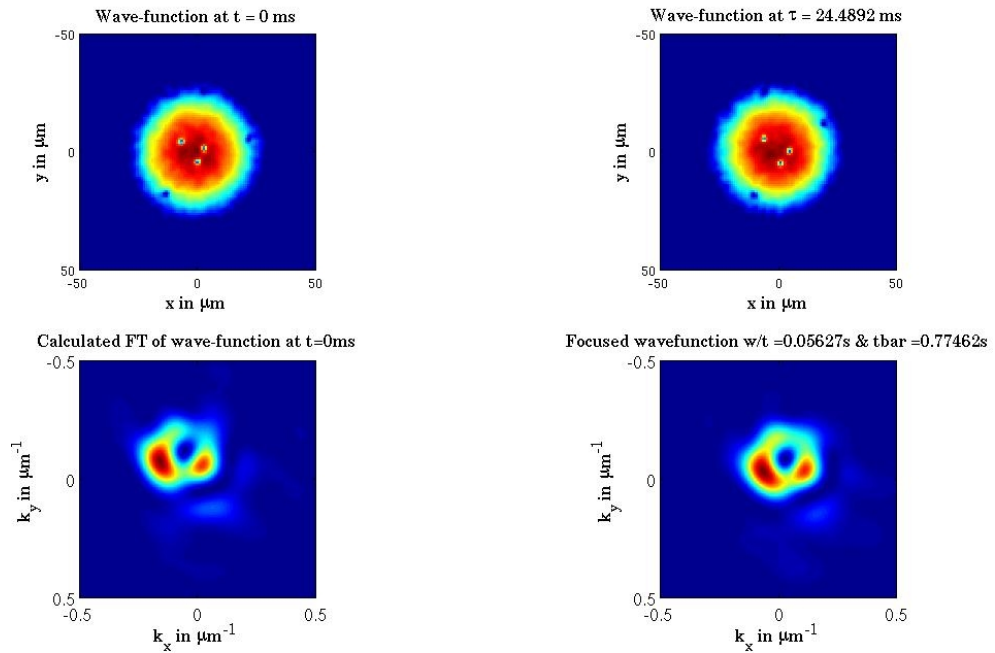 Wave-function at t = 0 ms
-50
0
50
y in μm
-50 0 50
x in μm
Wave-function at τ = 24.4892 ms
-50
0
50
y in μm
-50 0 50
x in μm
Calculated FT of wave-function at t=0ms
-0.5
0
0.5
k_y in μm^-1
-0.5 0 0.5
k_x in μm^-1
Focused wavefunction w/t =0.05627s & tbar =0.77462s
-0.5
0
0.5
k_y in μm^-1
-0.5 0 0.5
k_x in μm^-1